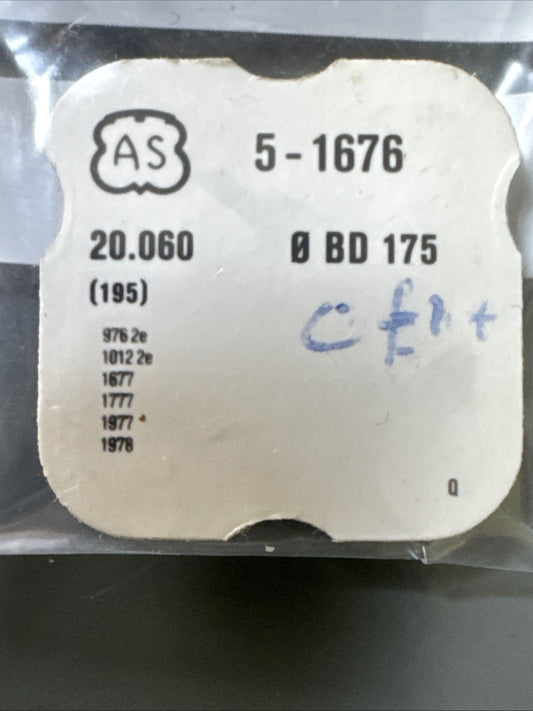 AS 5-1676
20.060 Ø BD 175
(195)
976 2e
1012 2e
1677
1777
1977
1978
Q